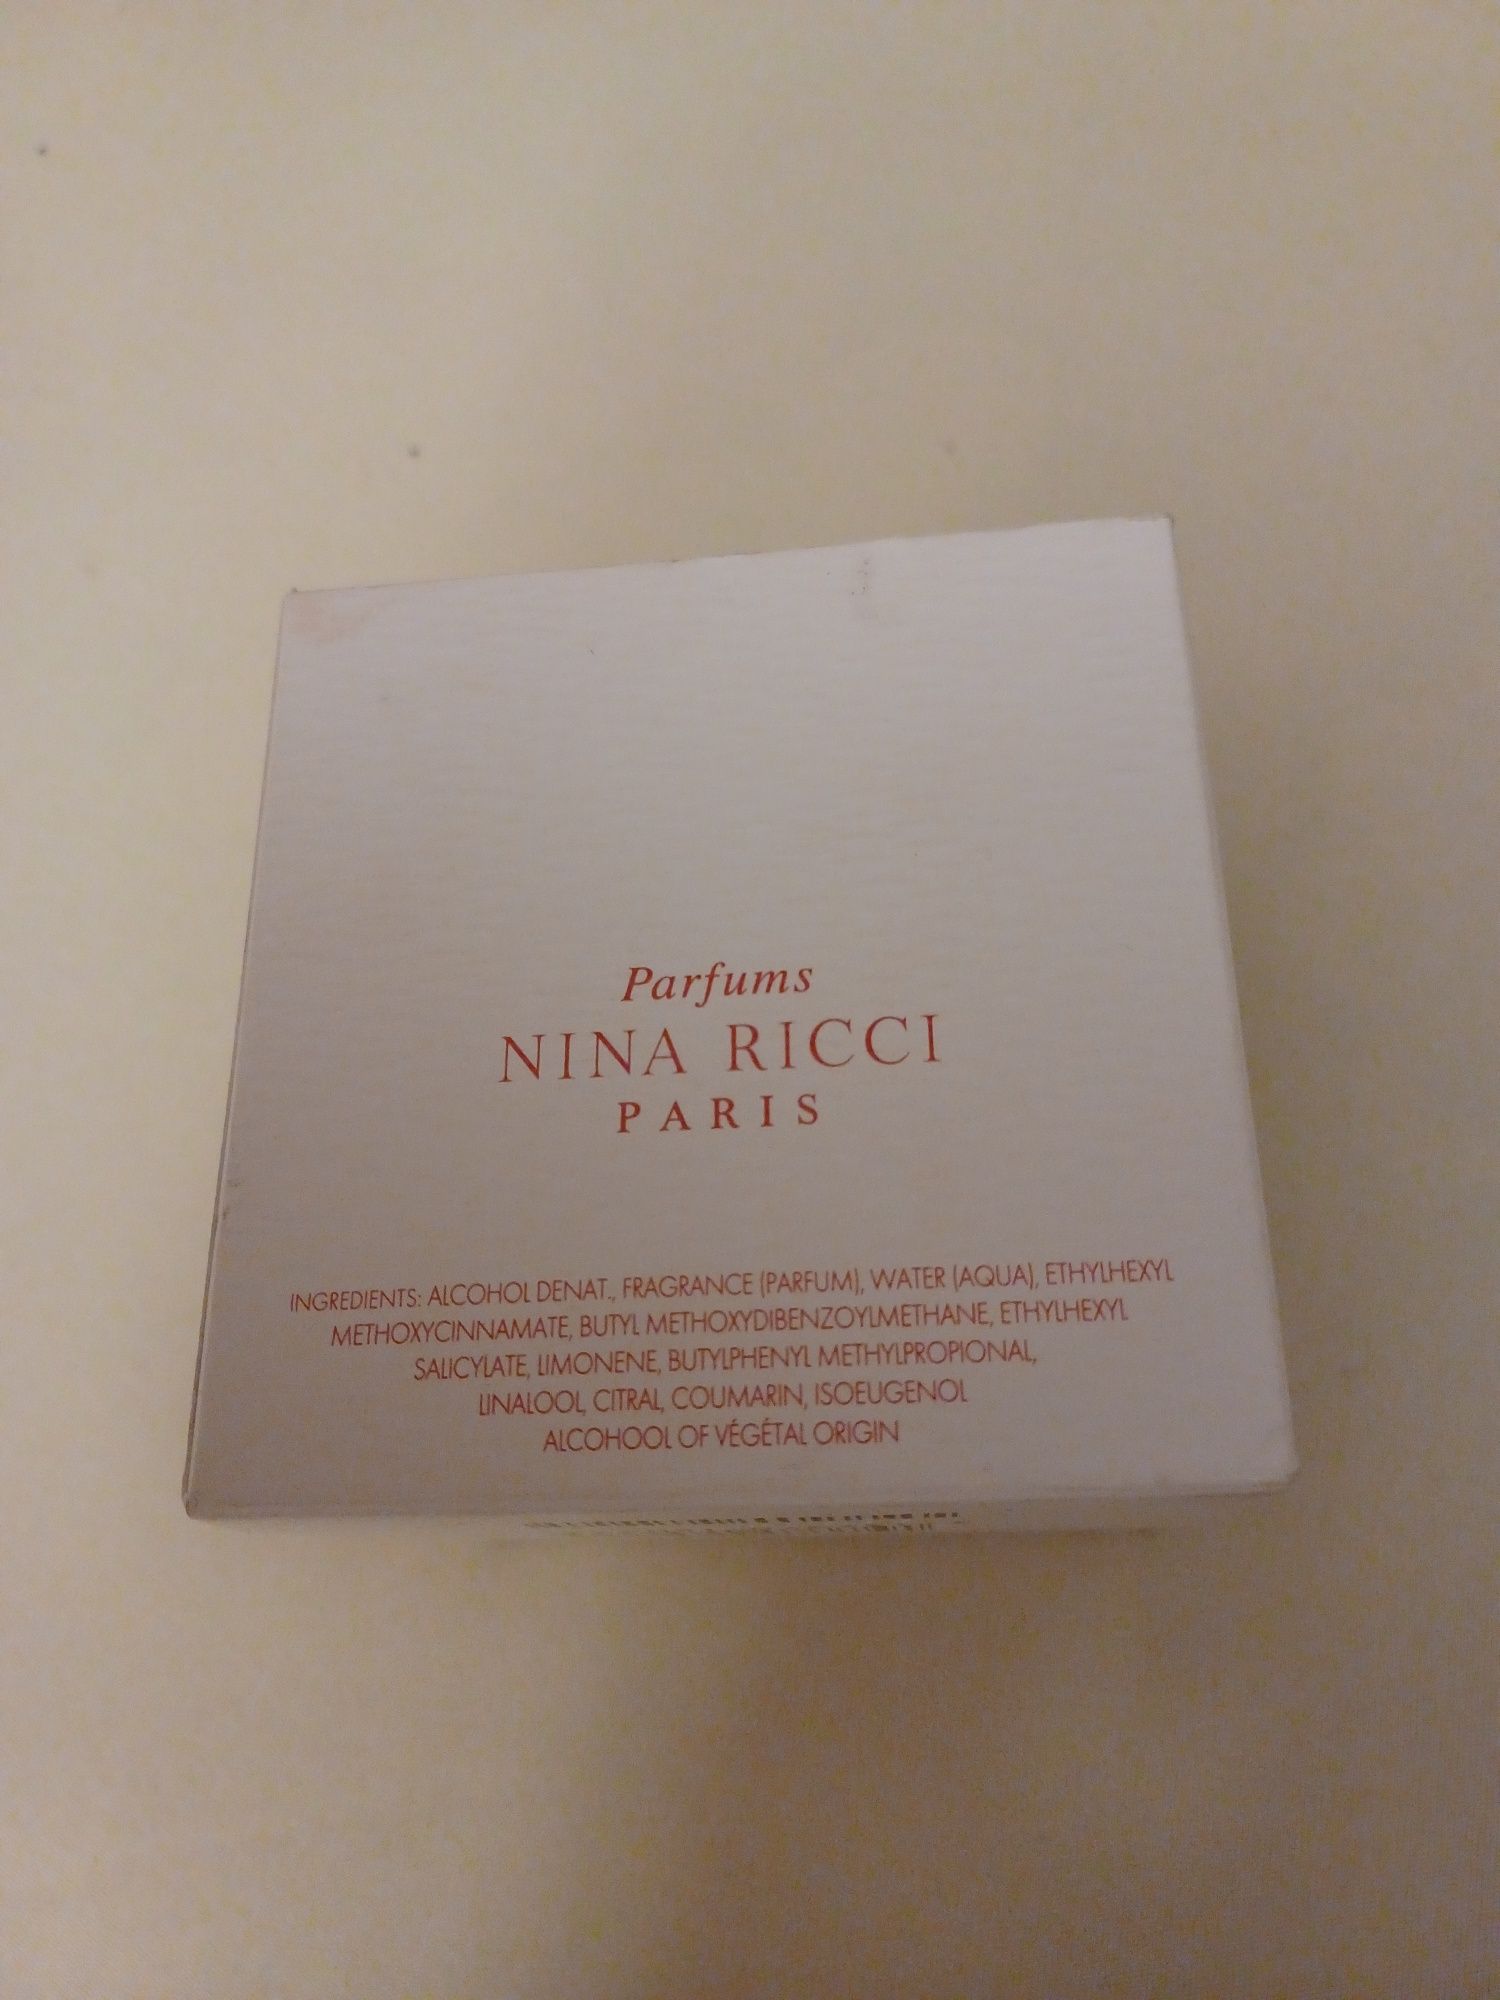 Parfums
NINA RICCI
PARIS
INGREDIENTS: ALCOHOL DENAT., FRAGRANCE (PARFUM), WATER (AQUA), ETHYLHEXYL
METHOXYCINNAMATE, BUTYL METHOXYDIBENZOYLMETHANE, ETHYLHEXYL
SALICYLATE, LIMONENE, BUTYLPHENYL METHYLPROPIONAL,
LINALOOL, CITRAL, COUMARIN, ISOEUGENOL
ALCOHOOL OF VÉGÉTAL ORIGIN